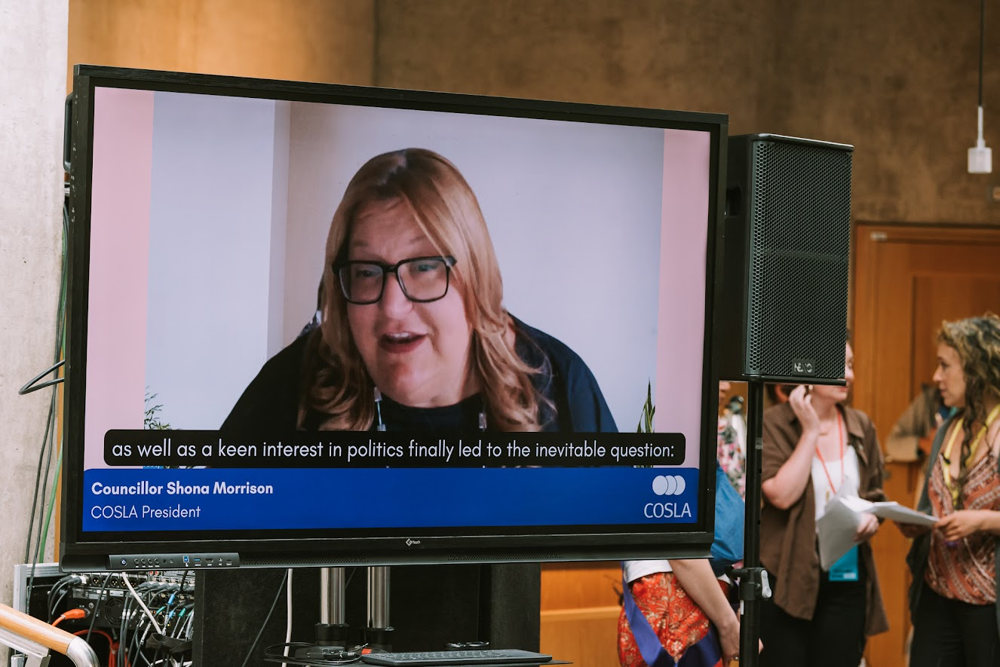 as well as a keen interest in politics finally led to the inevitable question:
Councillor Shona Morrison
COSLA President
COSLA
NEXO